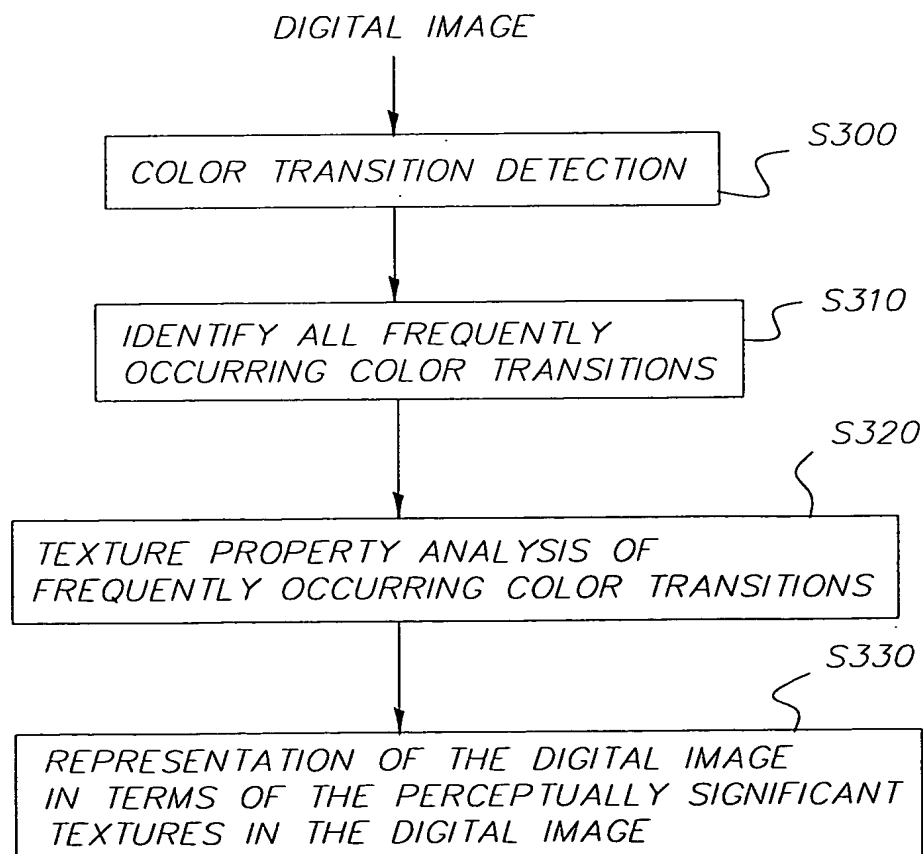 DIGITAL IMAGE
S300
COLOR TRANSITION DETECTION
S310
IDENTIFY ALL FREQUENTLY
OCCURRING COLOR TRANSITIONS
S320
TEXTURE PROPERTY ANALYSIS OF
FREQUENTLY OCCURRING COLOR TRANSITIONS
S330
REPRESENTATION OF THE DIGITAL IMAGE
IN TERMS OF THE PERCEPTUALLY SIGNIFICANT
TEXTURES IN THE DIGITAL IMAGE